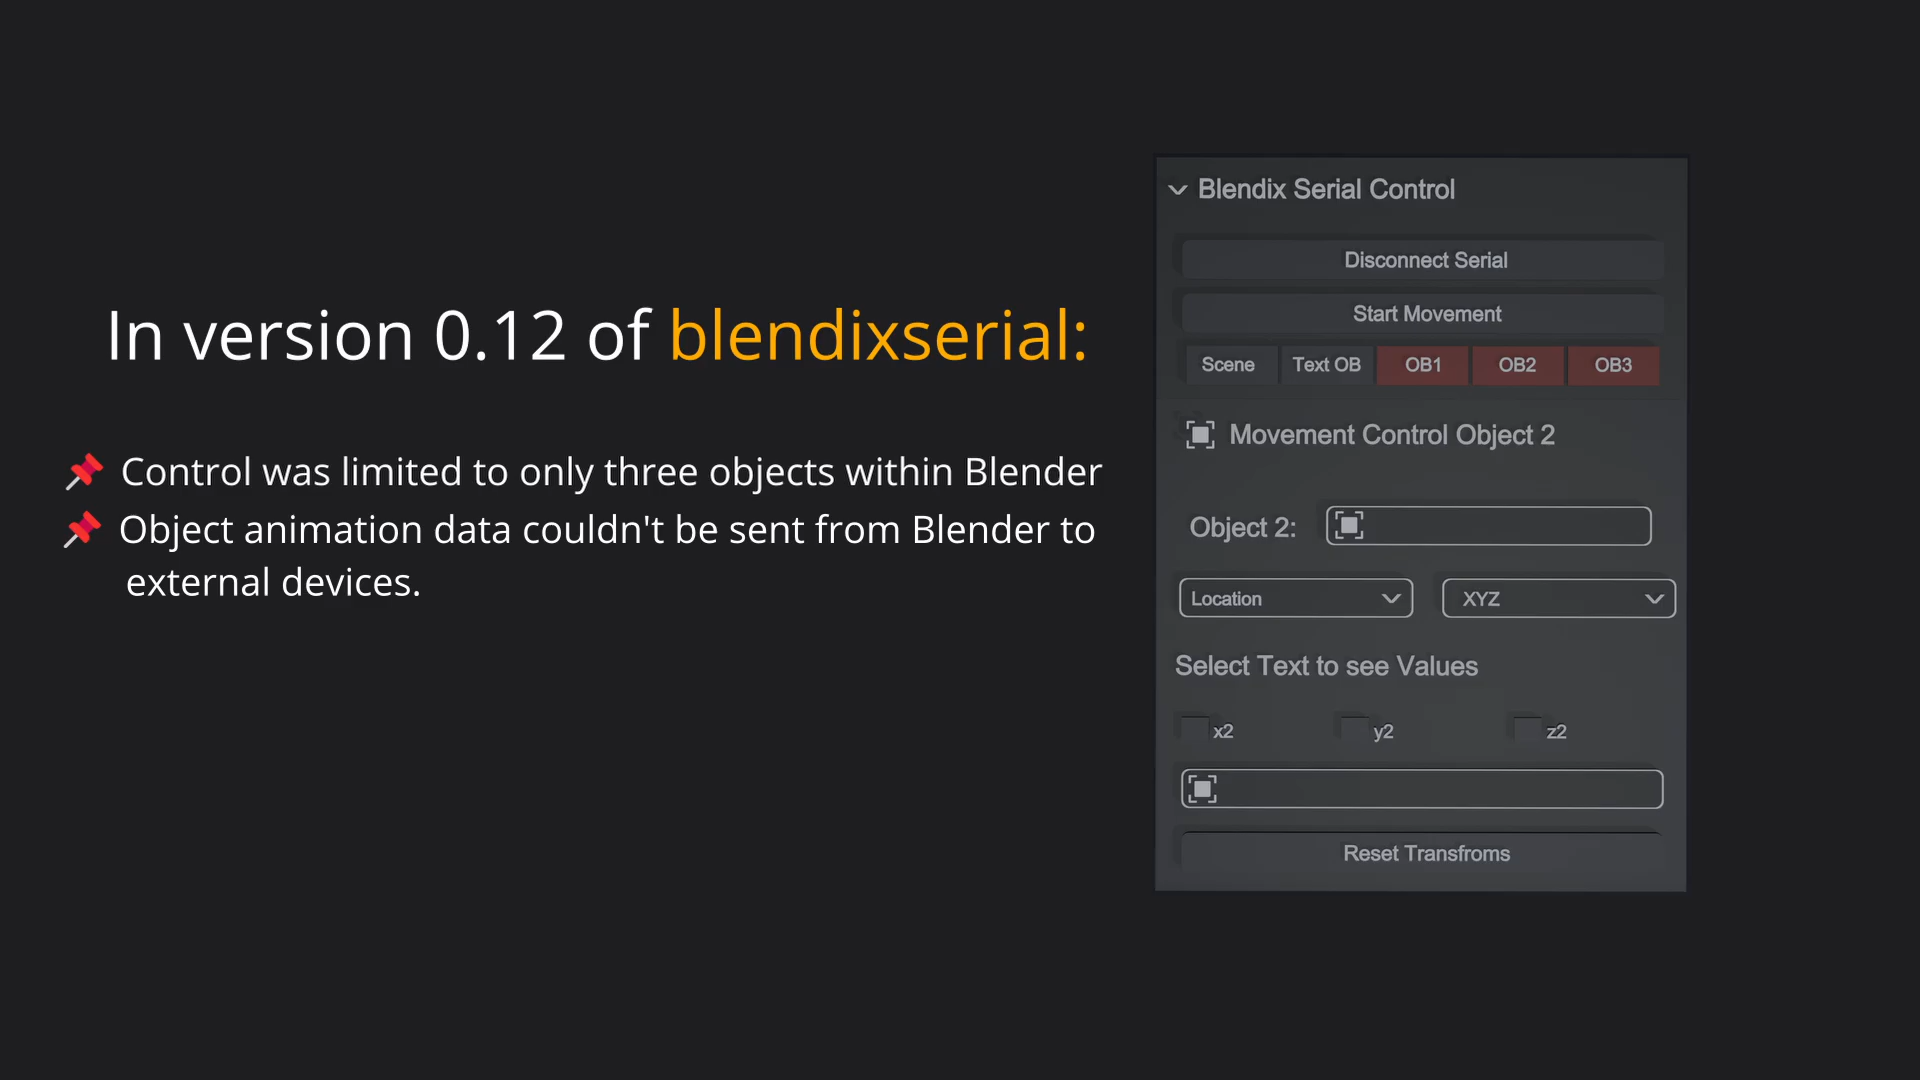 In version 0.12 of blendixserial:
📌 Control was limited to only three objects within Blender
📌 Object animation data couldn't be sent from Blender to
external devices.
Blendix Serial Control
Disconnect Serial
Start Movement
Scene Text OB OB1 OB2 OB3
Movement Control Object 2
Object 2:
Location XYZ
Select Text to see Values
x2 y2 z2
Reset Transfroms